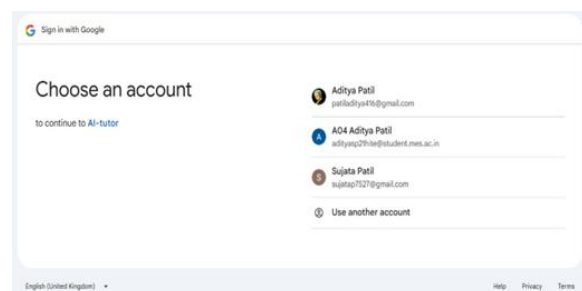 Sign in with Google
Choose an account
to continue to AI-tutor
Aditya Patil
patiladitya416@gmail.com
A
A04 Aditya Patil
adityasp21hite@student.mes.ac.in
S
Sujata Patil
sujatap7527@gmail.com
Use another account
English (United Kingdom)
Help Privacy Terms